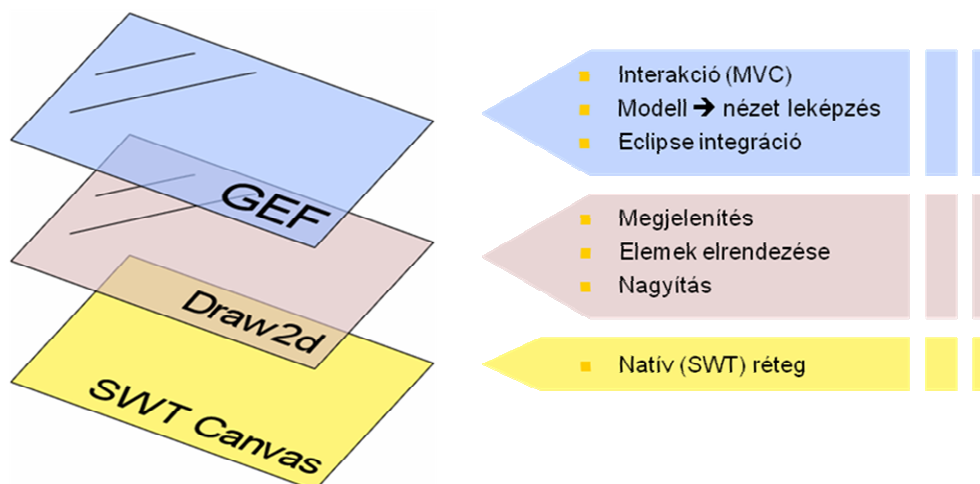 GEF
Interakció (MVC)
Modell ➔ nézet leképzés
Eclipse integráció
Draw2d
Megjelenítés
Elemek elrendezése
Nagyítás
SWT Canvas
Natív (SWT) réteg